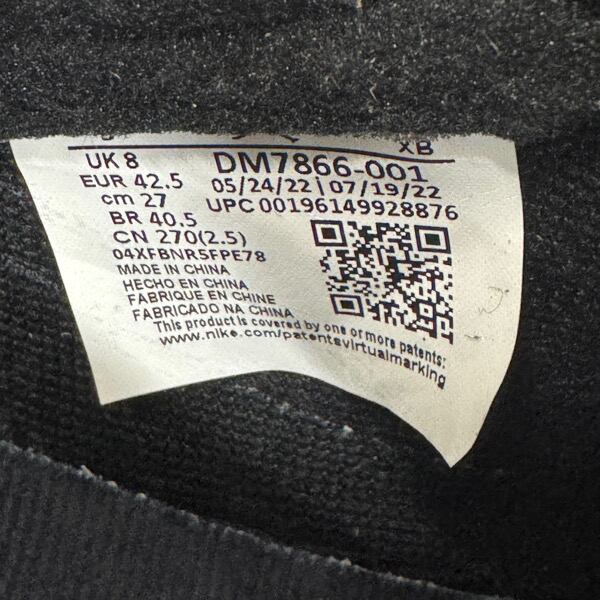 XB
UK 8
DM7866-001
EUR 42.5
05/24/22 | 07/19/22
cm 27
UPC 00196149928876
BR 40.5
CN 270(2.5)
04XFBNR5FPE78
MADE IN CHINA
HECHO EN CHINA
FABRIQUE EN CHINE
FABRICADO NA CHINA
This product is covered by one or more patents:
www.nike.com/patentsvirtualmarking